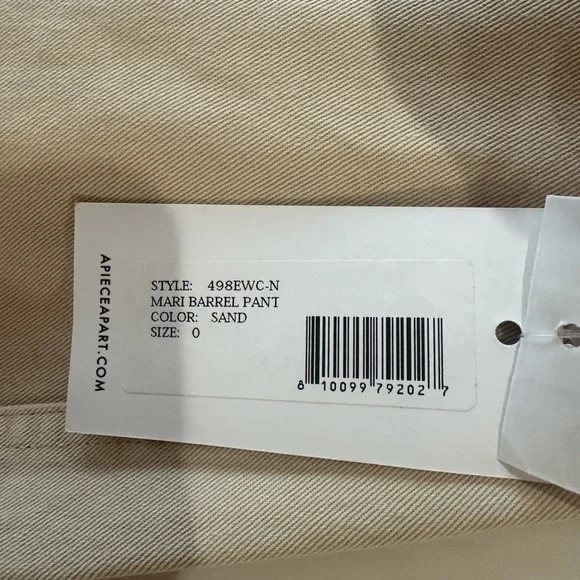 APIECEAPART.COM
STYLE: 498EWC-N
MARI BARREL PANT
COLOR: SAND
SIZE: 0
8 10099 79202 7